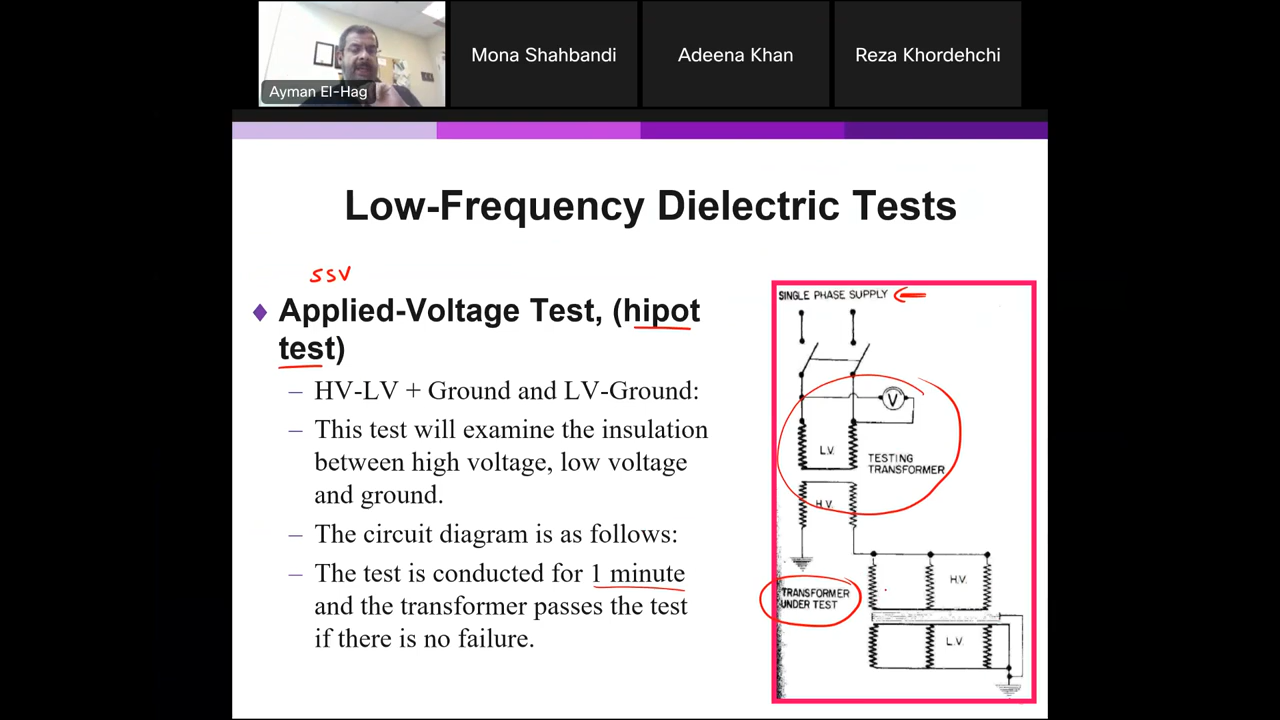 Ayman El-Hag
Mona Shahbandi
Adeena Khan
Reza Khordehchi
Low-Frequency Dielectric Tests
SSV
Applied-Voltage Test, (hipot
test)
– HV-LV + Ground and LV-Ground:
– This test will examine the insulation
between high voltage, low voltage
and ground.
– The circuit diagram is as follows:
– The test is conducted for 1 minute
and the transformer passes the test
if there is no failure.
SINGLE PHASE SUPPLY
V
L.V.
TESTING
TRANSFORMER
H.V.
TRANSFORMER
UNDER TEST
H.V.
L.V.